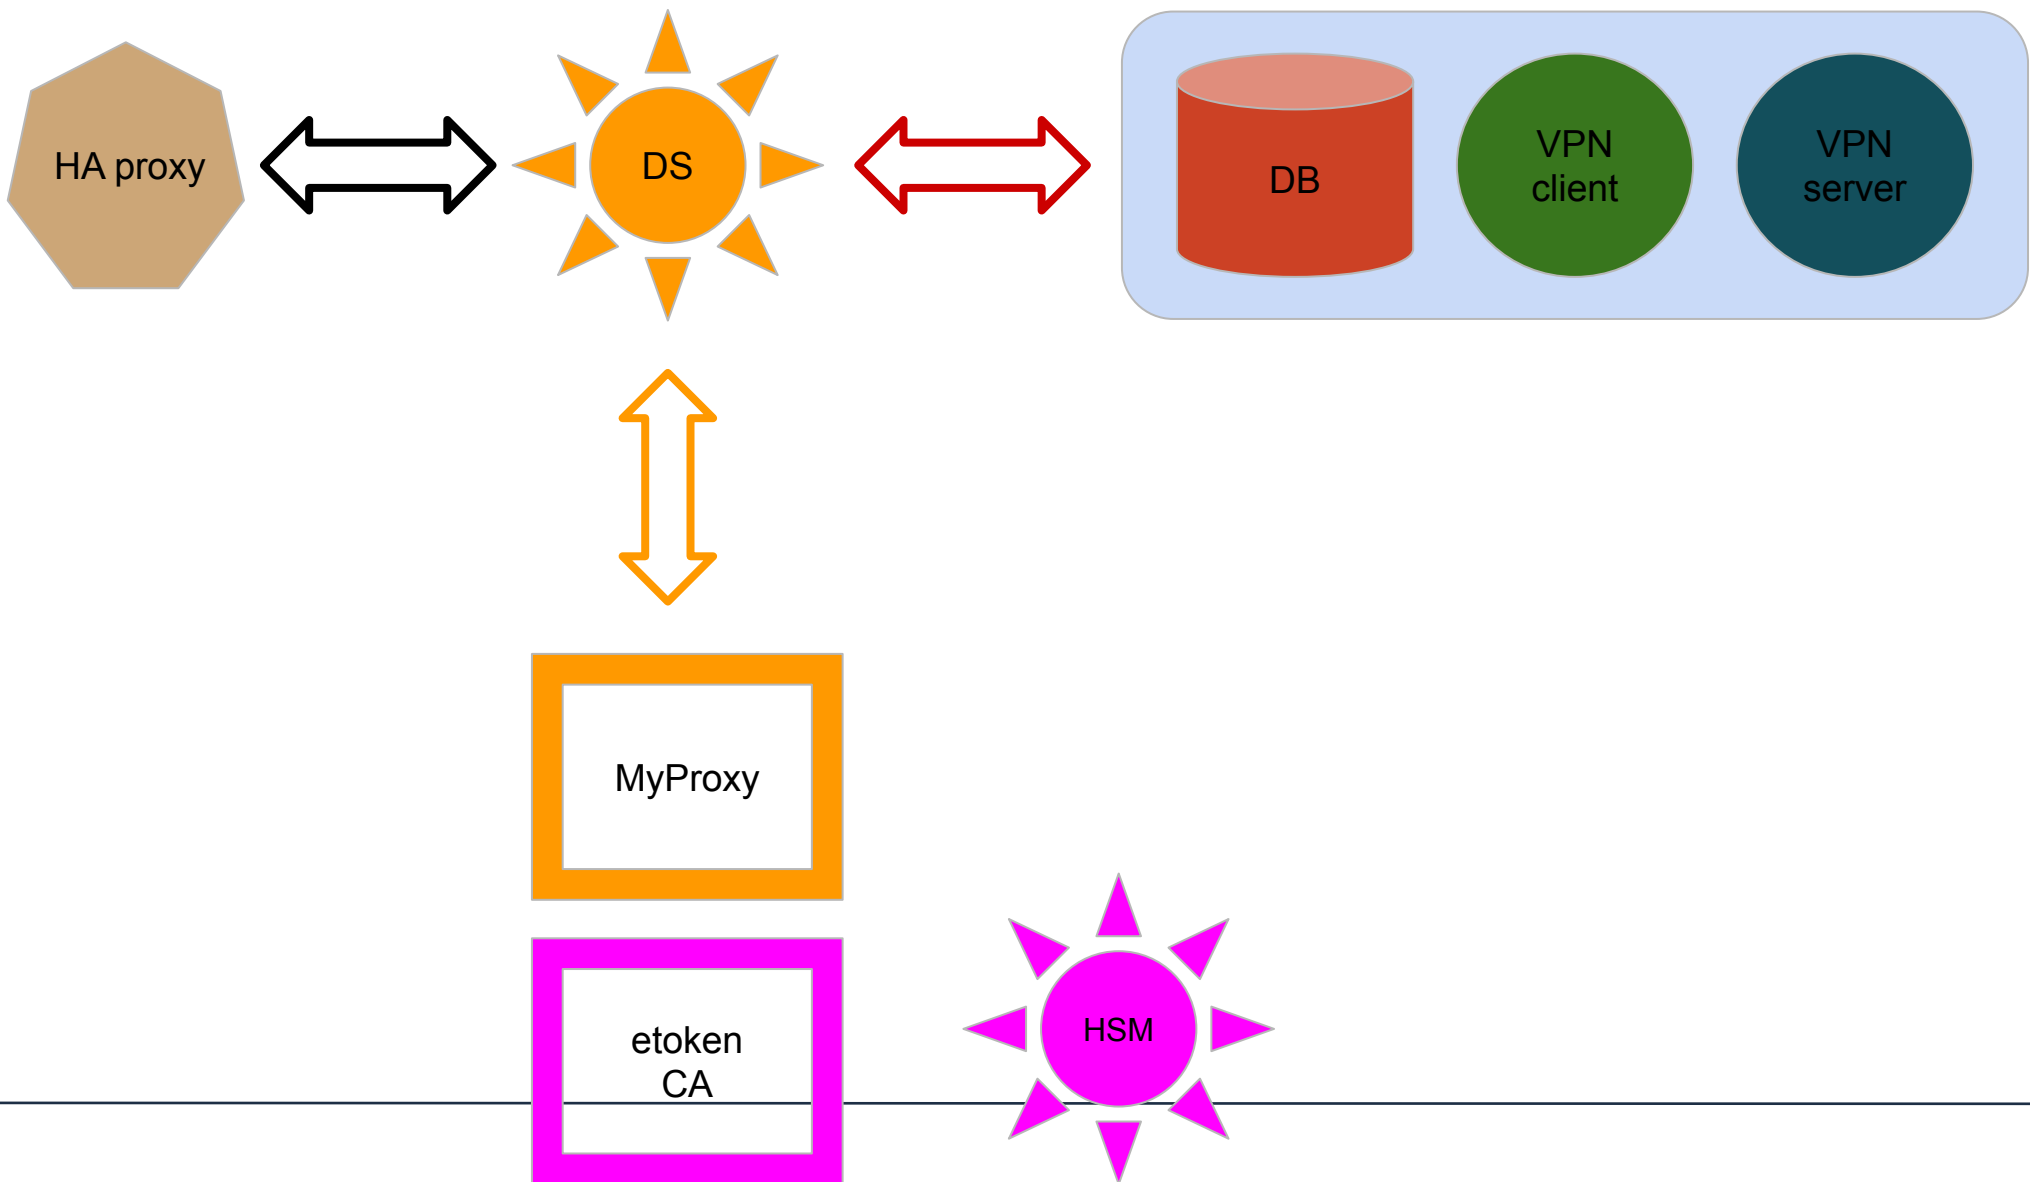 HA proxy
DS
DB
VPN
client
VPN
server
MyProxy
etoken
CA
HSM